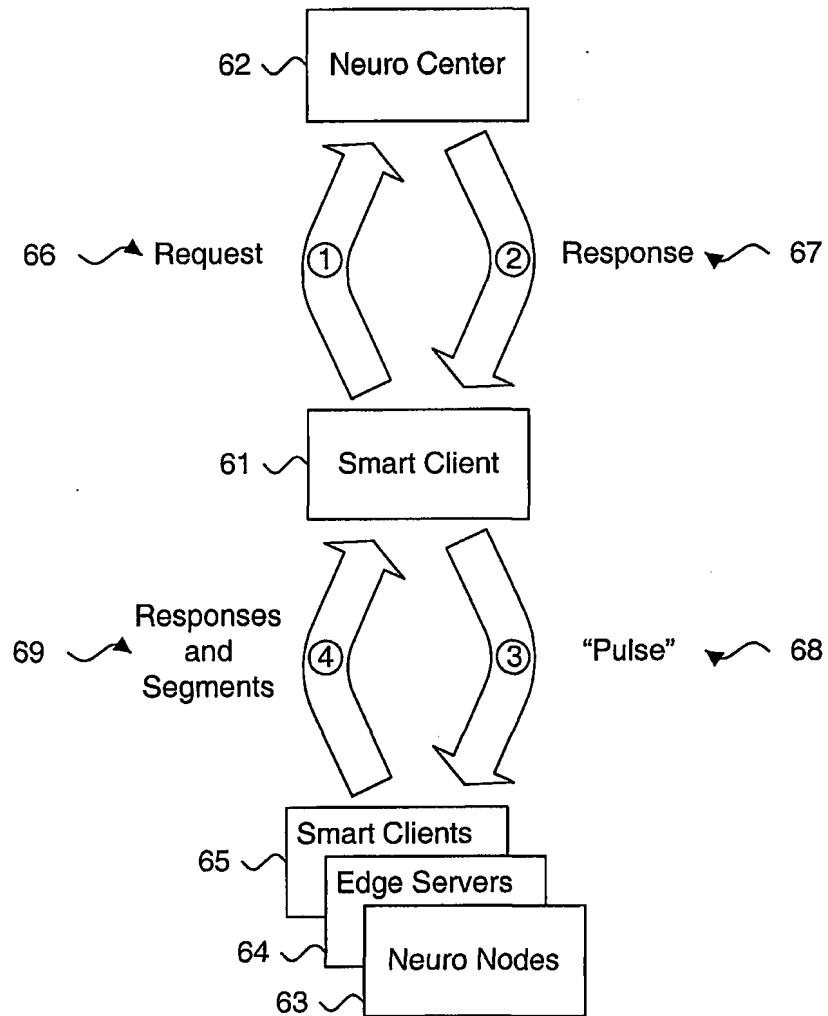 62
Neuro Center
66
Request
1
2
Response
67
61
Smart Client
69
Responses
and
Segments
4
3
“Pulse”
68
65
Smart Clients
64
Edge Servers
63
Neuro Nodes